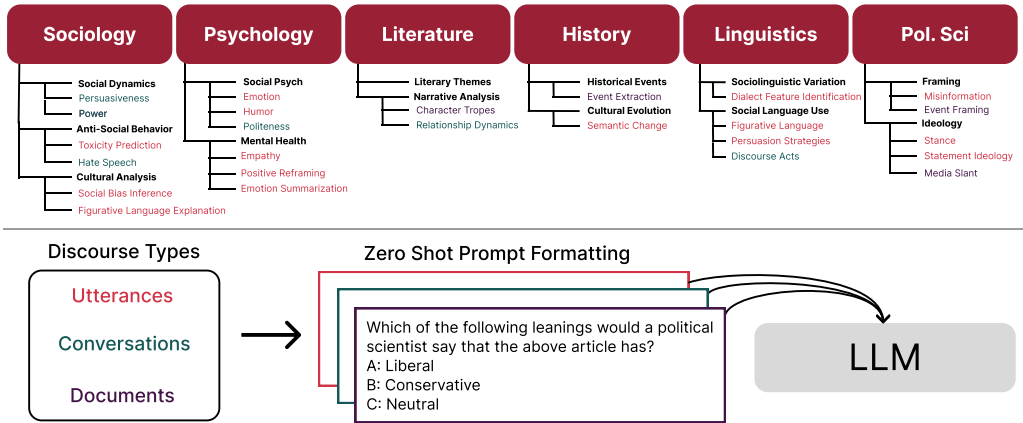 Sociology
Psychology
Literature
History
Linguistics
Pol. Sci
Social Dynamics
Persuasiveness
Power
Anti-Social Behavior
Toxicity Prediction
Hate Speech
Cultural Analysis
Social Bias Inference
Figurative Language Explanation
Social Psych
Emotion
Humor
Politeness
Mental Health
Empathy
Positive Reframing
Emotion Summarization
Literary Themes
Narrative Analysis
Character Tropes
Relationship Dynamics
Historical Events
Event Extraction
Cultural Evolution
Semantic Change
Sociolinguistic Variation
Dialect Feature Identification
Social Language Use
Figurative Language
Persuasion Strategies
Discourse Acts
Framing
Misinformation
Event Framing
Ideology
Stance
Statement Ideology
Media Slant
Discourse Types
Utterances
Conversations
Documents
Zero Shot Prompt Formatting
Which of the following leanings would a political
scientist say that the above article has?
A: Liberal
B: Conservative
C: Neutral
LLM